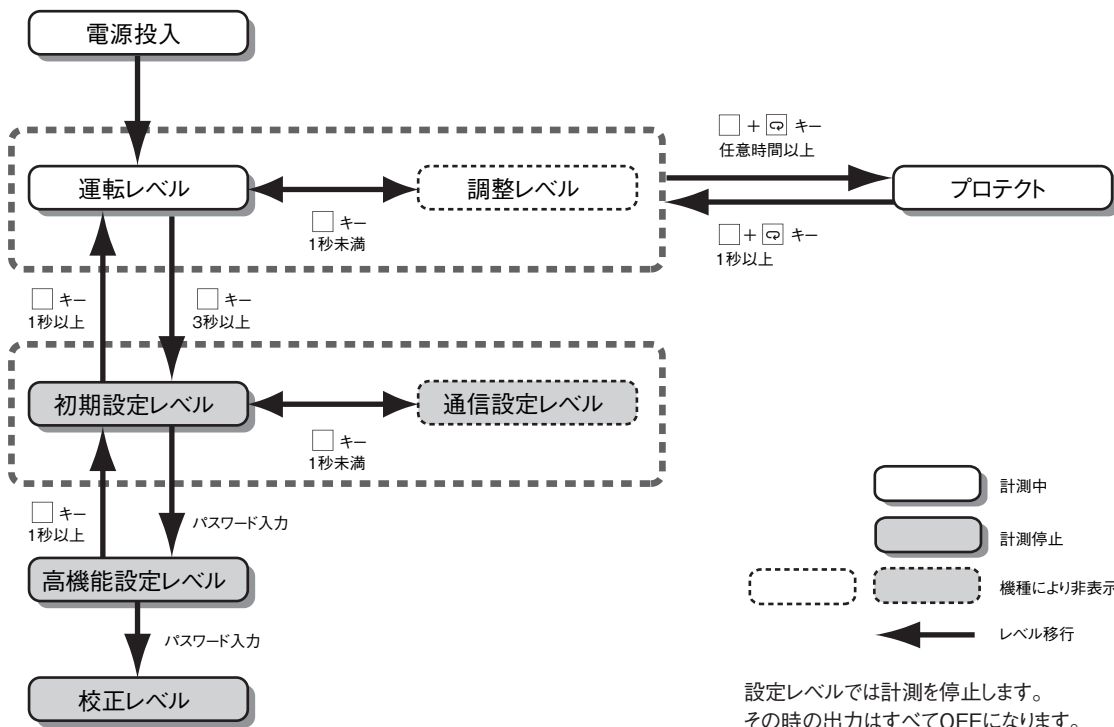 電源投入
□ + キー
任意時間以上
運転レベル
調整レベル
プロテクト
□ キー
1秒未満
□ + キー
1秒以上
□ キー
1秒以上
□ キー
3秒以上
初期設定レベル
通信設定レベル
□ キー
1秒未満
□ キー
1秒以上
パスワード入力
高機能設定レベル
パスワード入力
校正レベル
計測中
計測停止
機種により非表示
レベル移行
設定レベルでは計測を停止します。
その時の出力はすべてOFFになります。